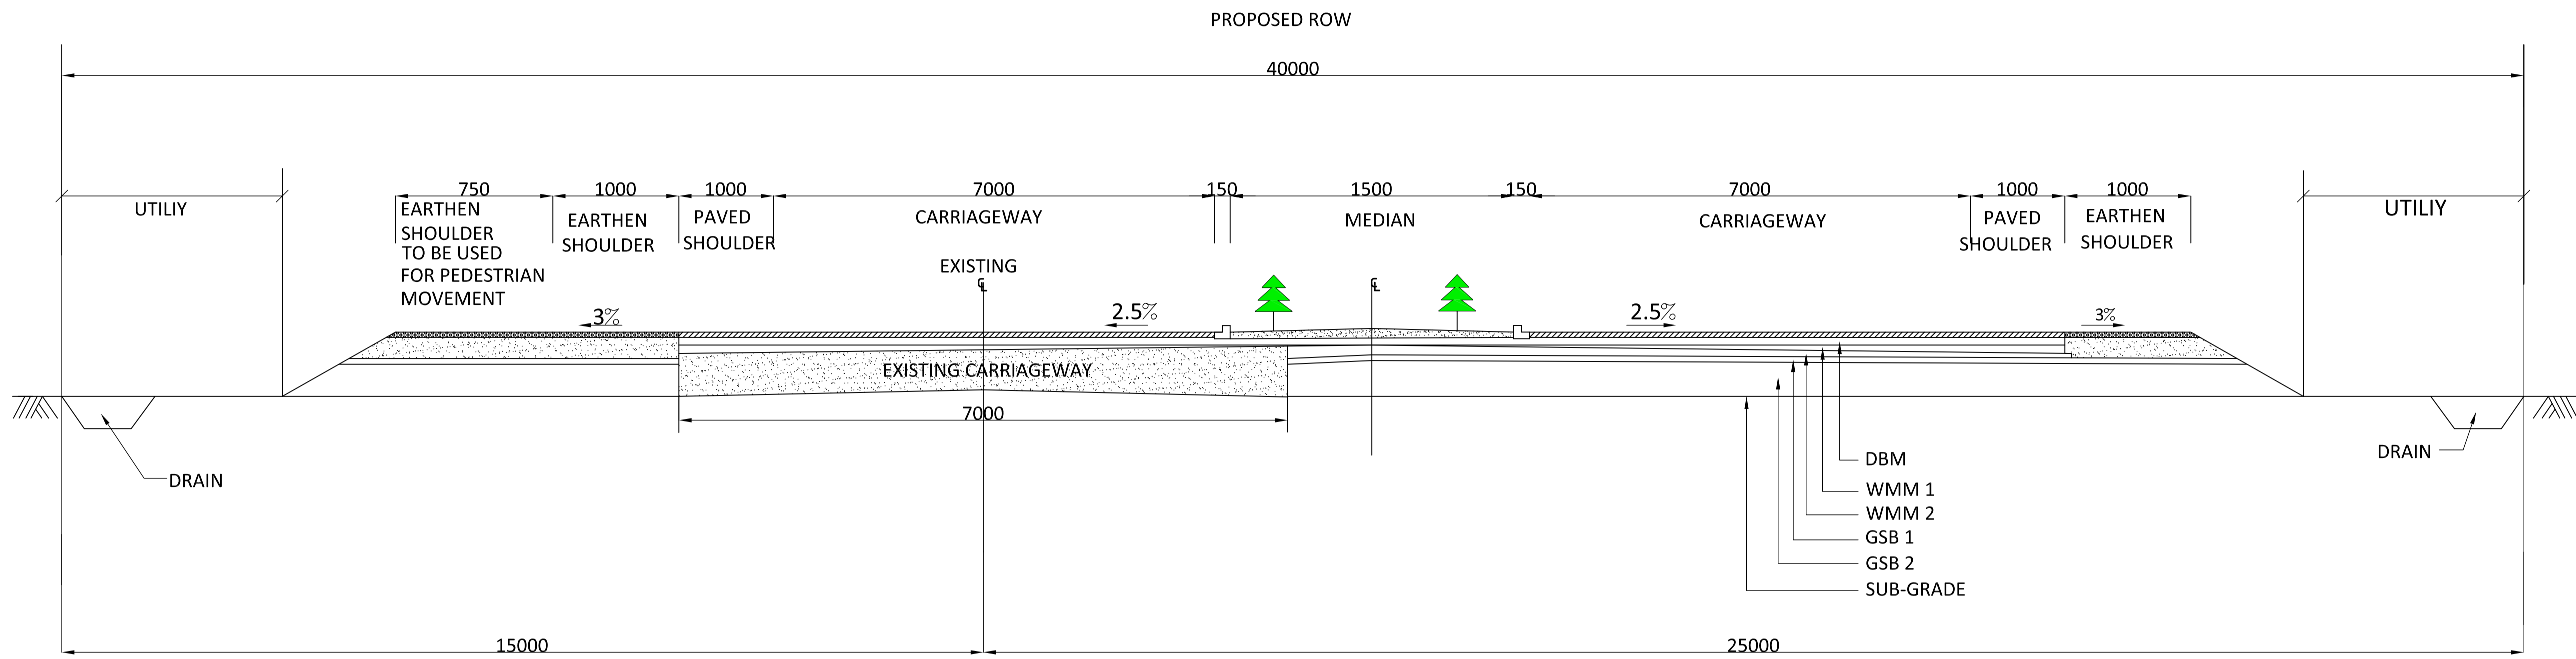 PROPOSED ROW
40000
750
1000
1000
7000
150
1500
150
7000
1000
1000
UTILIY
EARTHEN
SHOULDER
TO BE USED
FOR PEDESTRIAN
MOVEMENT
EARTHEN
SHOULDER
PAVED
SHOULDER
CARRIAGEWAY
MEDIAN
CARRIAGEWAY
PAVED
SHOULDER
EARTHEN
SHOULDER
UTILIY
EXISTING
℄
℄
3%
2.5%
2.5%
3%
EXISTING CARRIAGEWAY
7000
DRAIN
DRAIN
DBM
WMM 1
WMM 2
GSB 1
GSB 2
SUB-GRADE
15000
25000